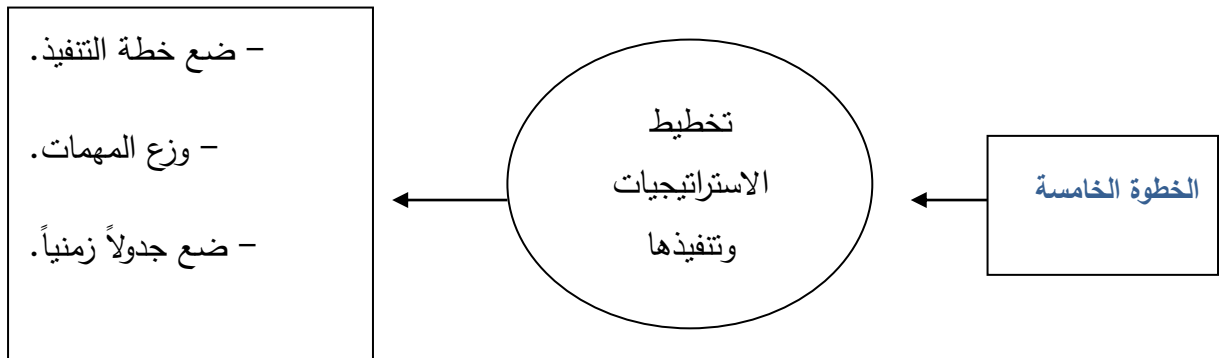 الخطوة الخامسة
تخطيط
الاستراتيجيات
وتنفيذها
- ضع خطة التنفيذ.
- وزع المهمات.
- ضع جدولاً زمنياً.